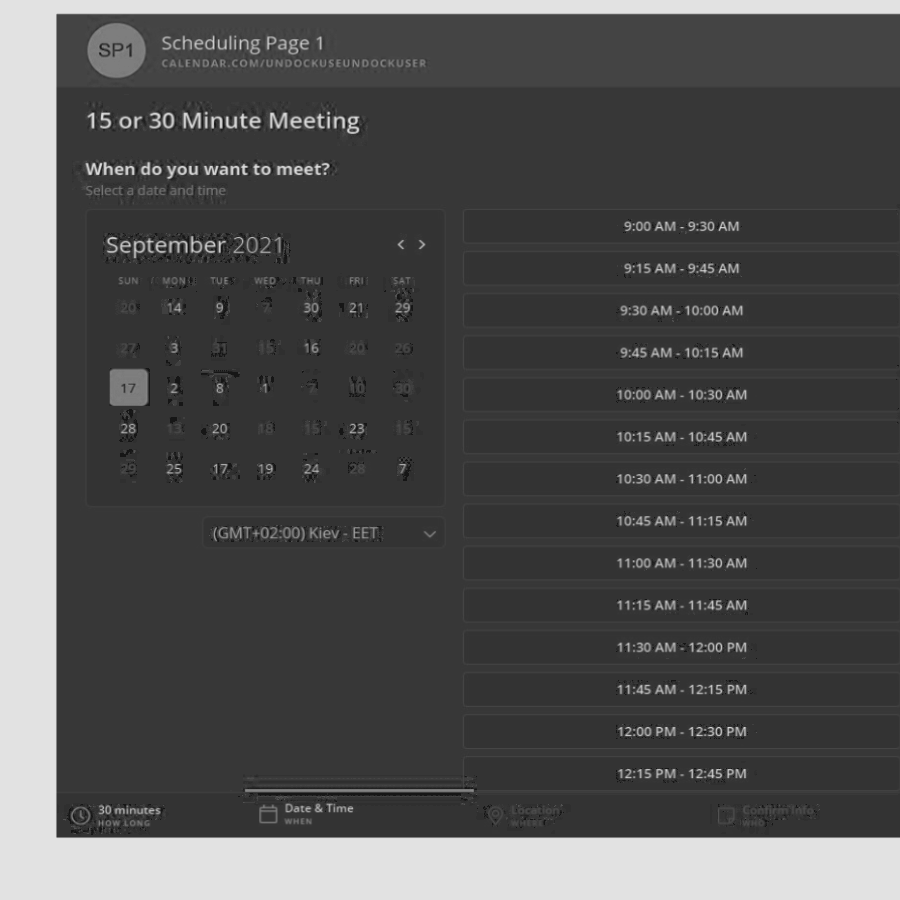 SP1
Scheduling Page 1
CALENDAR.COM/UNDOCKUSEUNDOCKUSER
15 or 30 Minute Meeting
When do you want to meet?
Select a date and time
September 2021
SUN MON TUE WED THU FRI SAT
20 14 9 7 30 21 29
27 3 31 15 16 20 26
17 2 8 1 7 10 30
28 13 20 18 15 23 15
29 25 17 19 24 28 7
(GMT+02:00) Kiev - EET
9:00 AM - 9:30 AM
9:15 AM - 9:45 AM
9:30 AM - 10:00 AM
9:45 AM - 10:15 AM
10:00 AM - 10:30 AM
10:15 AM - 10:45 AM
10:30 AM - 11:00 AM
10:45 AM - 11:15 AM
11:00 AM - 11:30 AM
11:15 AM - 11:45 AM
11:30 AM - 12:00 PM
11:45 AM - 12:15 PM
12:00 PM - 12:30 PM
12:15 PM - 12:45 PM
30 minutes
HOW LONG
Date & Time
WHEN
Location
WHERE
Confirm Info
WHO